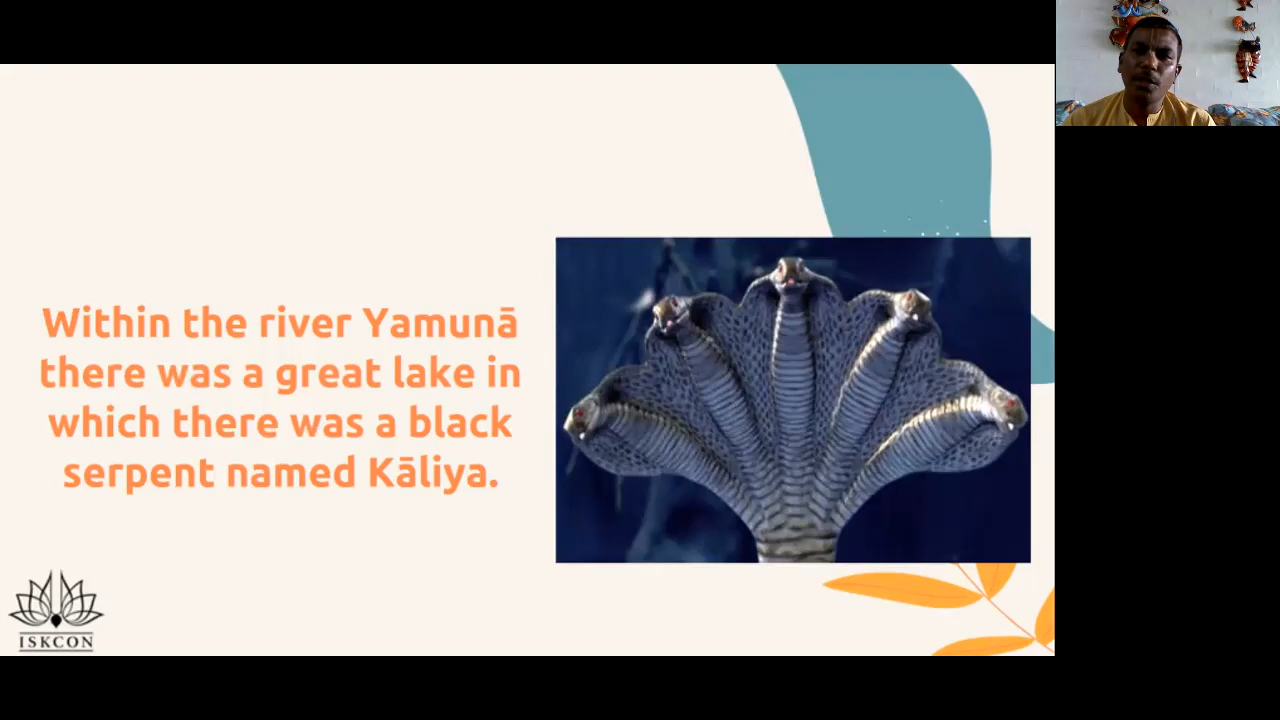 Within the river Yamunā
there was a great lake in
which there was a black
serpent named Kāliya.
ISKCON